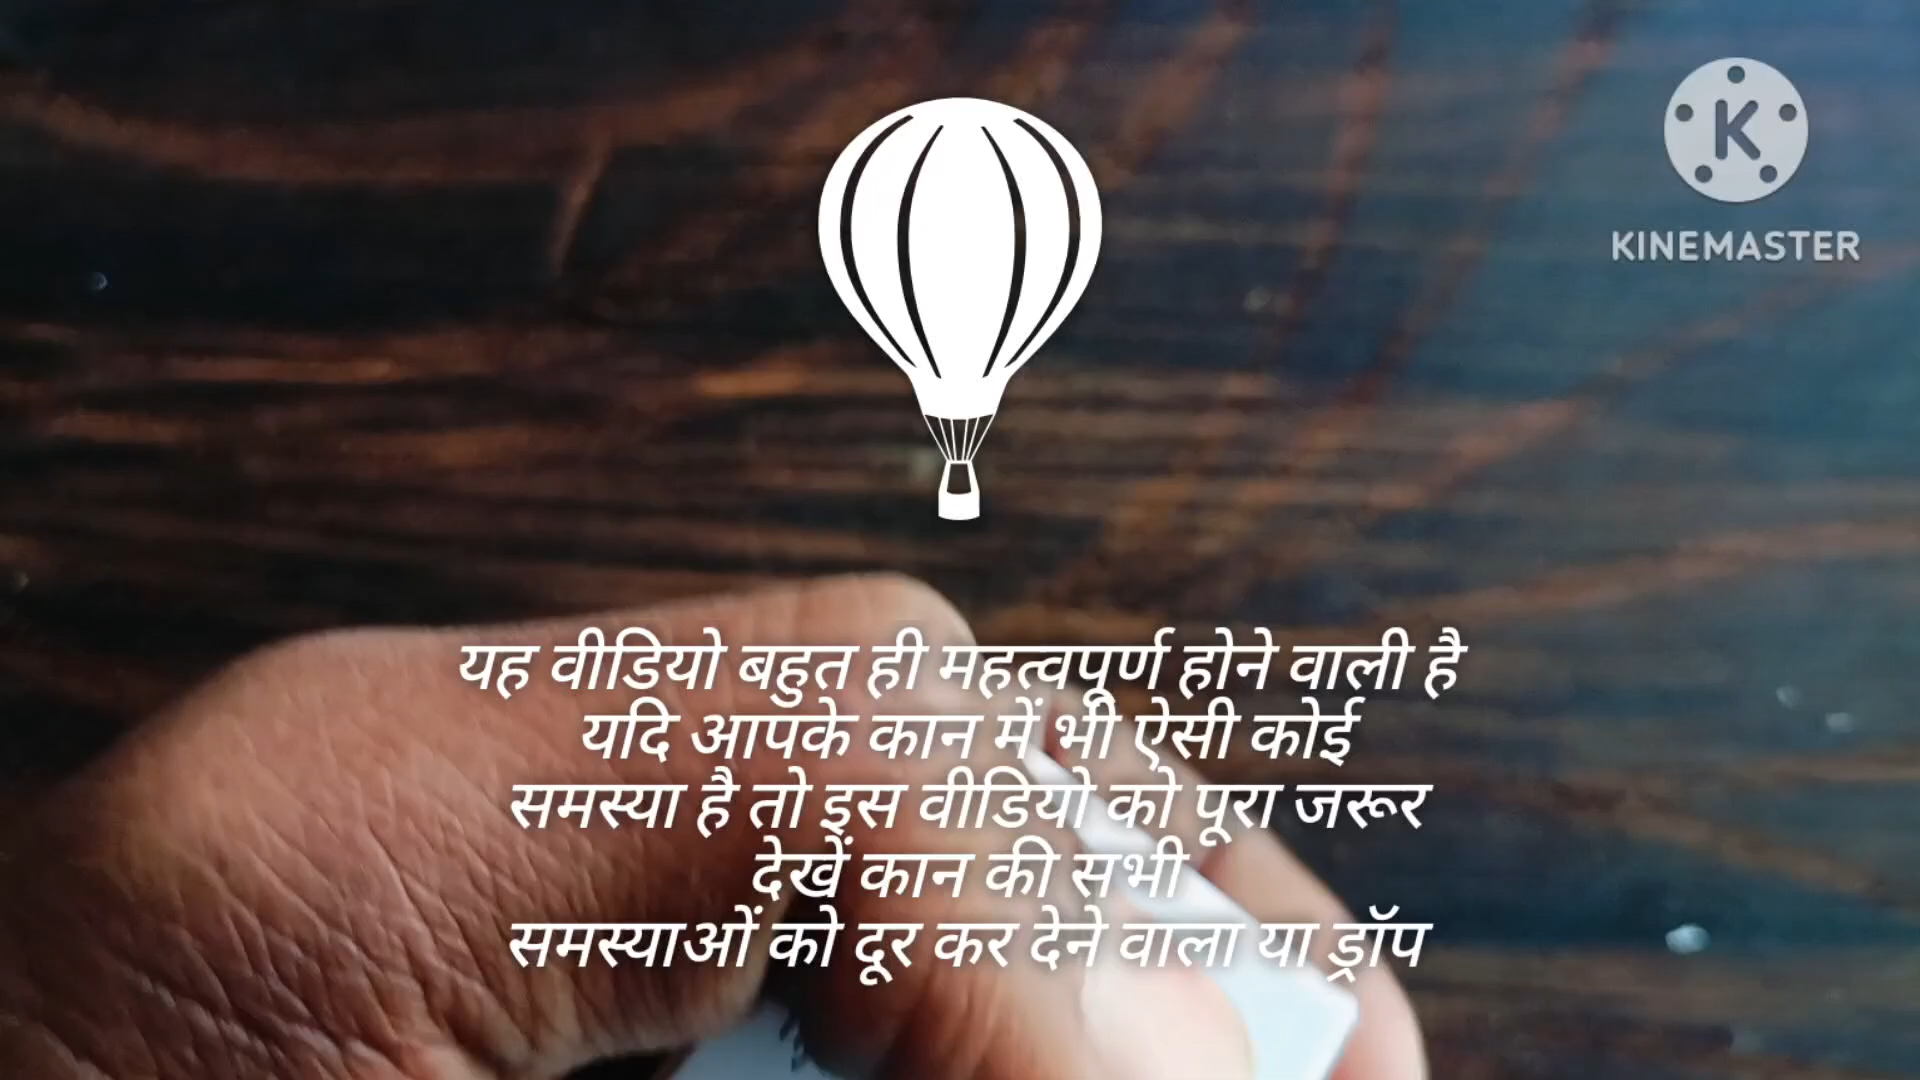 KINEMASTER
यह वीडियो बहुत ही महत्वपूर्ण होने वाली है
यदि आपके कान में भी ऐसी कोई
समस्या है तो इस वीडियो को पूरा जरूर
देखें कान की सभी
समस्याओं को दूर कर देने वाला या ड्रॉप